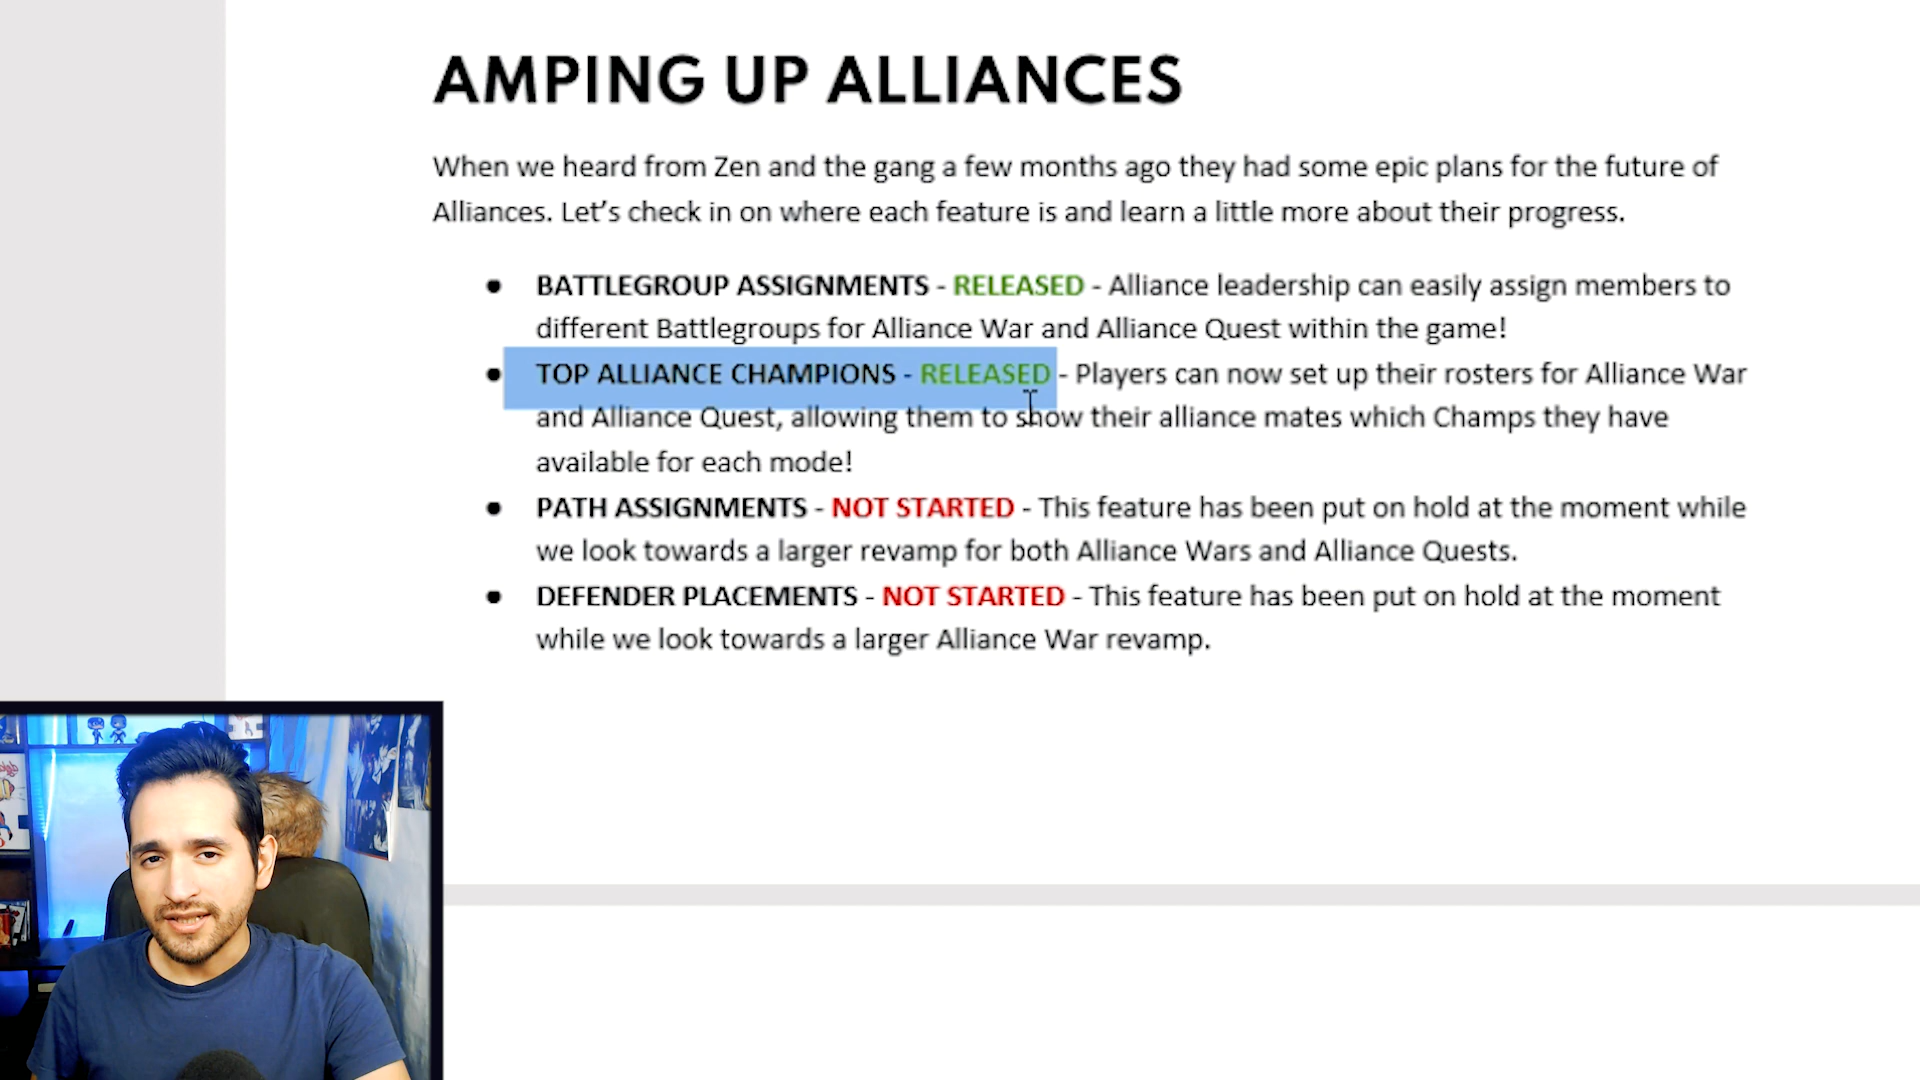 AMPING UP ALLIANCES
When we heard from Zen and the gang a few months ago they had some epic plans for the future of
Alliances. Let's check in on where each feature is and learn a little more about their progress.
● BATTLEGROUP ASSIGNMENTS - RELEASED - Alliance leadership can easily assign members to
different Battlegroups for Alliance War and Alliance Quest within the game!
● TOP ALLIANCE CHAMPIONS - RELEASED - Players can now set up their rosters for Alliance War
and Alliance Quest, allowing them to show their alliance mates which Champs they have
available for each mode!
● PATH ASSIGNMENTS - NOT STARTED - This feature has been put on hold at the moment while
we look towards a larger revamp for both Alliance Wars and Alliance Quests.
● DEFENDER PLACEMENTS - NOT STARTED - This feature has been put on hold at the moment
while we look towards a larger Alliance War revamp.